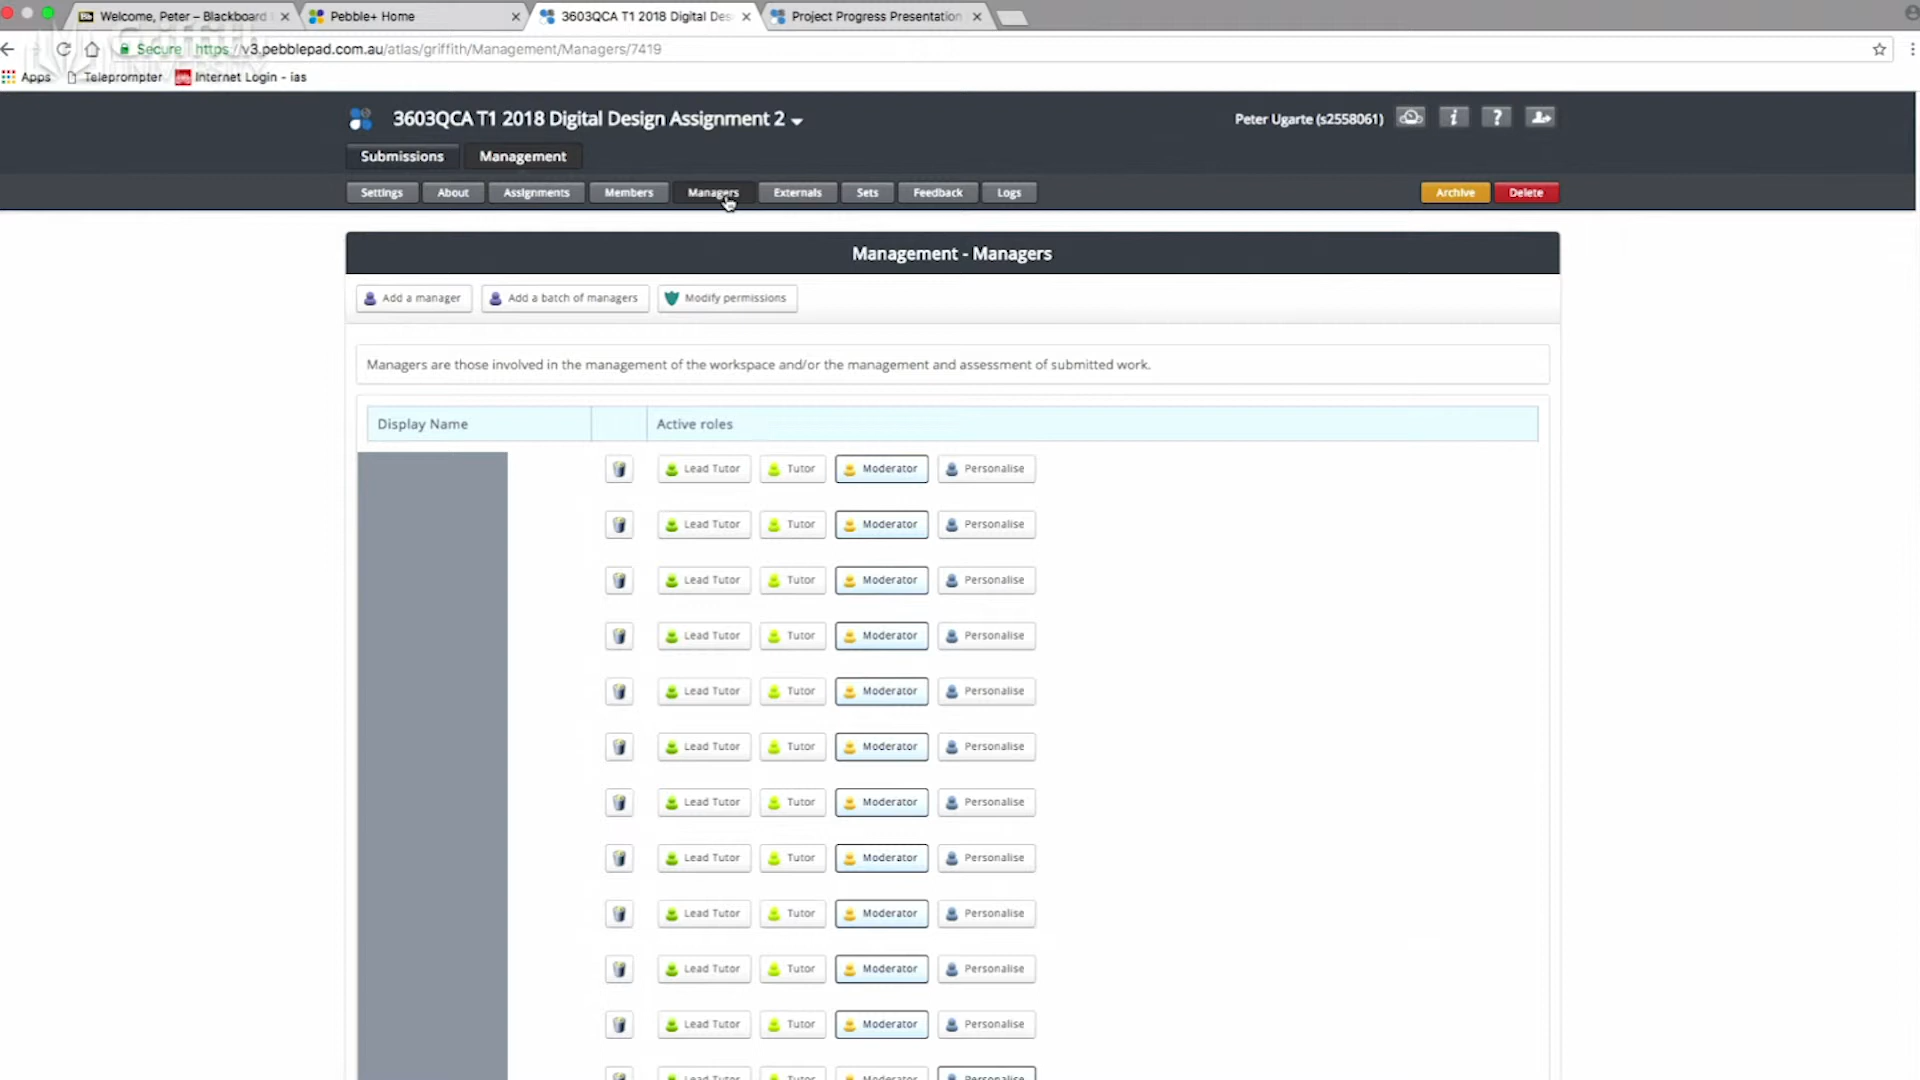 Welcome, Peter – Blackboard
Pebble+ Home
3603QCA T1 2018 Digital Des
Project Progress Presentation
Secure
https://v3.pebblepad.com.au/atlas/griffith/Management/Managers/7419
Griffith
UNIVERSITY
Apps
Teleprompter
Internet Login - ias
3603QCA T1 2018 Digital Design Assignment 2
Peter Ugarte (s2558061)
i
?
Submissions
Management
Settings
About
Assignments
Members
Managers
Externals
Sets
Feedback
Logs
Archive
Delete
Management - Managers
Add a manager
Add a batch of managers
Modify permissions
Managers are those involved in the management of the workspace and/or the management and assessment of submitted work.
Display Name
Active roles
Lead Tutor Tutor Moderator Personalise
Lead Tutor Tutor Moderator Personalise
Lead Tutor Tutor Moderator Personalise
Lead Tutor Tutor Moderator Personalise
Lead Tutor Tutor Moderator Personalise
Lead Tutor Tutor Moderator Personalise
Lead Tutor Tutor Moderator Personalise
Lead Tutor Tutor Moderator Personalise
Lead Tutor Tutor Moderator Personalise
Lead Tutor Tutor Moderator Personalise
Lead Tutor Tutor Moderator Personalise
Lead Tutor Tutor Moderator Personalise